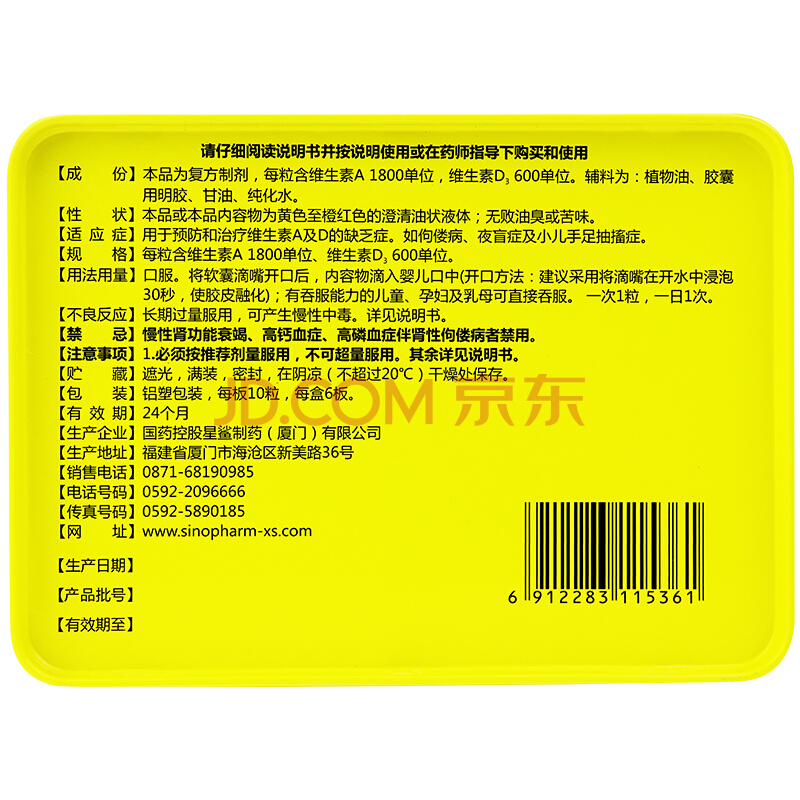 请仔细阅读说明书并按说明使用或在药师指导下购买和使用
【成 份】本品为复方制剂，每粒含维生素A 1800单位，维生素D₃ 600单位。辅料为：植物油、胶囊
用明胶、甘油、纯化水。
【性 状】本品或本品内容物为黄色至橙红色的澄清油状液体；无败油臭或苦味。
【适 应 症】用于预防和治疗维生素A及D的缺乏症。如佝偻病、夜盲症及小儿手足抽搐症。
【规 格】每粒含维生素A 1800单位、维生素D₃ 600单位。
【用法用量】口服。将软囊滴嘴开口后，内容物滴入婴儿口中(开口方法：建议采用将滴嘴在开水中浸泡
30秒，使胶皮融化)；有吞服能力的儿童、孕妇及乳母可直接吞服。 一次1粒，一日1次。
【不良反应】长期过量服用，可产生慢性中毒。详见说明书。
【禁 忌】慢性肾功能衰竭、高钙血症、高磷血症伴肾性佝偻病者禁用。
【注意事项】1.必须按推荐剂量服用，不可超量服用。其余详见说明书。
【贮 藏】遮光，满装，密封，在阴凉（不超过20℃）干燥处保存。
【包 装】铝塑包装，每板10粒，每盒6板。
JD.COM 京东
【有 效 期】24个月
【生产企业】国药控股星鲨制药（厦门）有限公司
【生产地址】福建省厦门市海沧区新美路36号
【销售电话】0871-68190985
【电话号码】0592-2096666
【传真号码】0592-5890185
【网 址】www.sinopharm-xs.com
【生产日期】
【产品批号】
【有效期至】
6 912283 115361